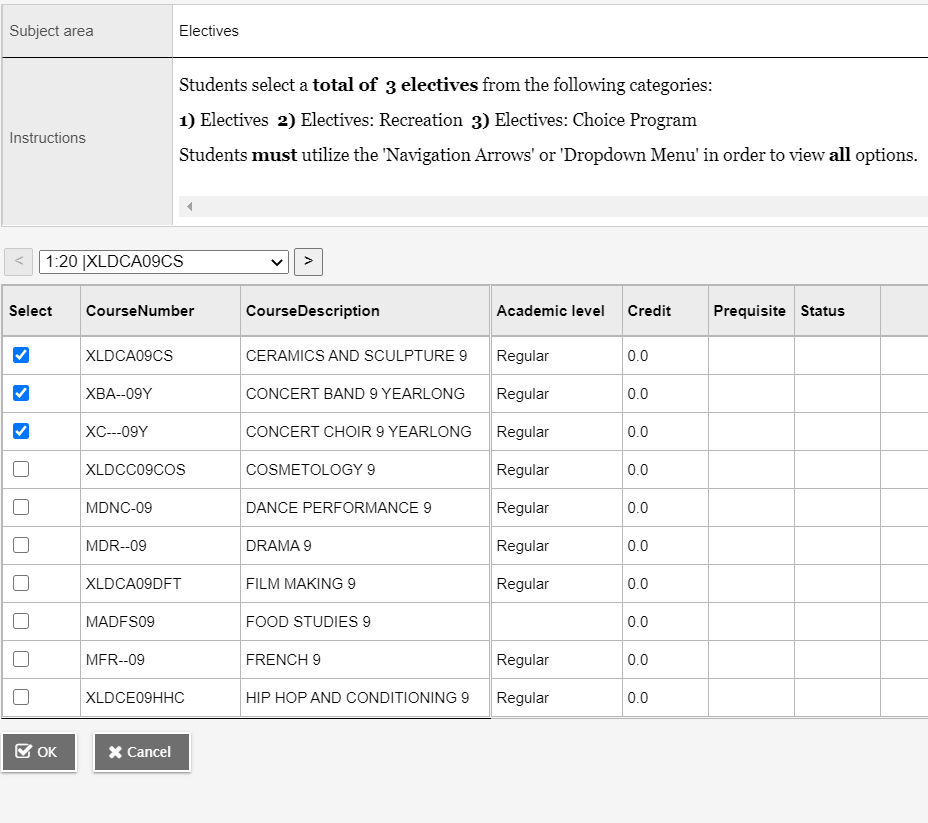 Subject area Electives
Students select a total of 3 electives from the following categories:
1) Electives 2) Electives: Recreation 3) Electives: Choice Program
Instructions
Students must utilize the 'Navigation Arrows' or 'Dropdown Menu' in order to view all options.
< 1:20 |XLDCA09CS >
Select CourseNumber CourseDescription Academic level Credit Prequisite Status
XLDCA09CS CERAMICS AND SCULPTURE 9 Regular 0.0
XBA--09Y CONCERT BAND 9 YEARLONG Regular 0.0
XC---09Y CONCERT CHOIR 9 YEARLONG Regular 0.0
XLDCC09COS COSMETOLOGY 9 Regular 0.0
MDNC-09 DANCE PERFORMANCE 9 Regular 0.0
MDR--09 DRAMA 9 Regular 0.0
XLDCA09DFT FILM MAKING 9 Regular 0.0
MADFS09 FOOD STUDIES 9 0.0
MFR--09 FRENCH 9 Regular 0.0
XLDCE09HHC HIP HOP AND CONDITIONING 9 Regular 0.0
OK Cancel